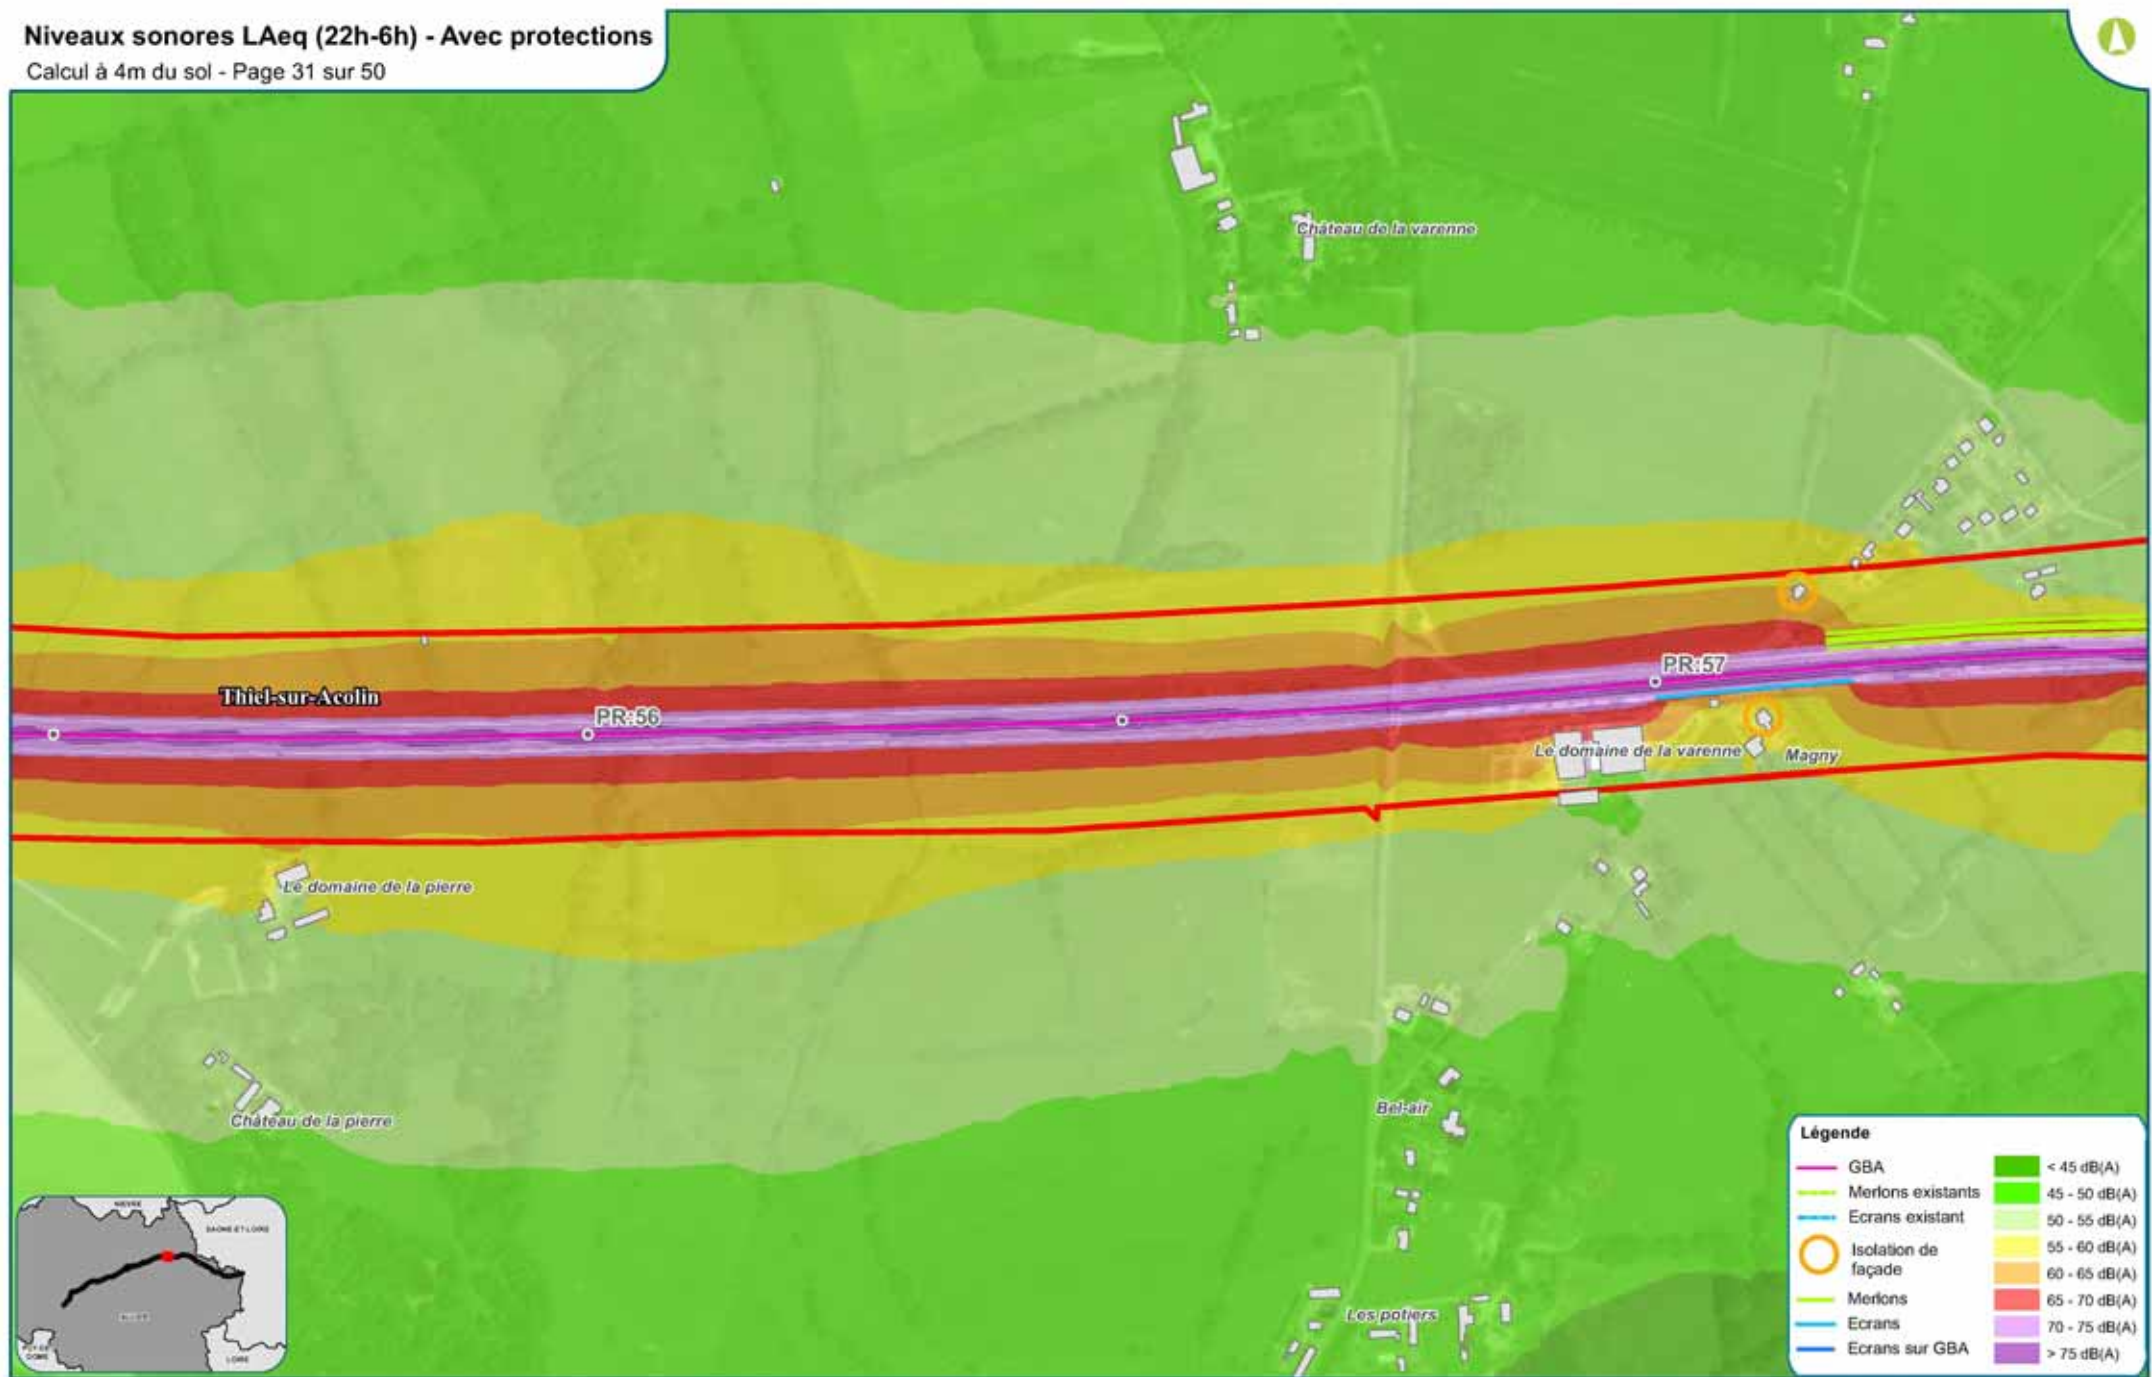 Niveaux sonores LAeq (22h-6h) - Avec protections
Calcul à 4m du sol - Page 31 sur 50
Château de la varenne
PR:57
Thiel-sur-Acolin
PR:56
Le domaine de la varenne
Magny
Le domaine de la pierre
Bel-air
Château de la pierre
Les potiers
Légende
GBA
Merlons existants
Ecrans existant
Isolation de
façade
Merlons
Ecrans
Ecrans sur GBA
< 45 dB(A)
45 - 50 dB(A)
50 - 55 dB(A)
55 - 60 dB(A)
60 - 65 dB(A)
65 - 70 dB(A)
70 - 75 dB(A)
> 75 dB(A)
NIEVRE
SAONE-ET-LOIRE
ALLIER
PUY-DE-
DOME
LOIRE